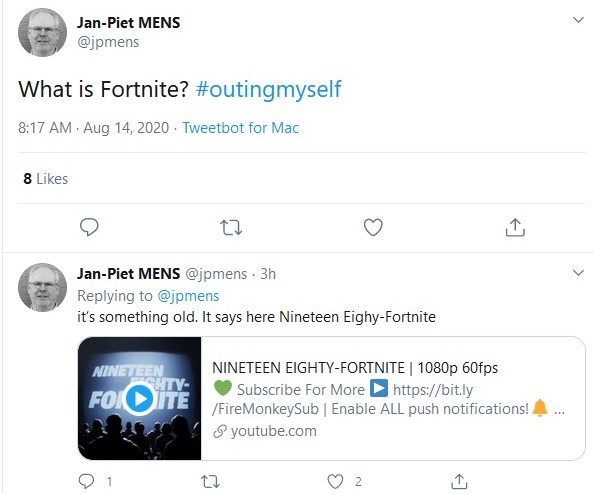 Jan-Piet MENS
@jpmens
What is Fortnite? #outingmyself
8:17 AM · Aug 14, 2020 · Tweetbot for Mac
8 Likes
Jan-Piet MENS @jpmens · 3h
Replying to @jpmens
it's something old. It says here Nineteen Eighy-Fortnite
NINETEEN
EIGHTY-
FORTNITE
NINETEEN EIGHTY-FORTNITE | 1080p 60fps
💚 Subscribe For More ▶️ https://bit.ly
/FireMonkeySub | Enable ALL push notifications!🔔 ...
youtube.com
1
2